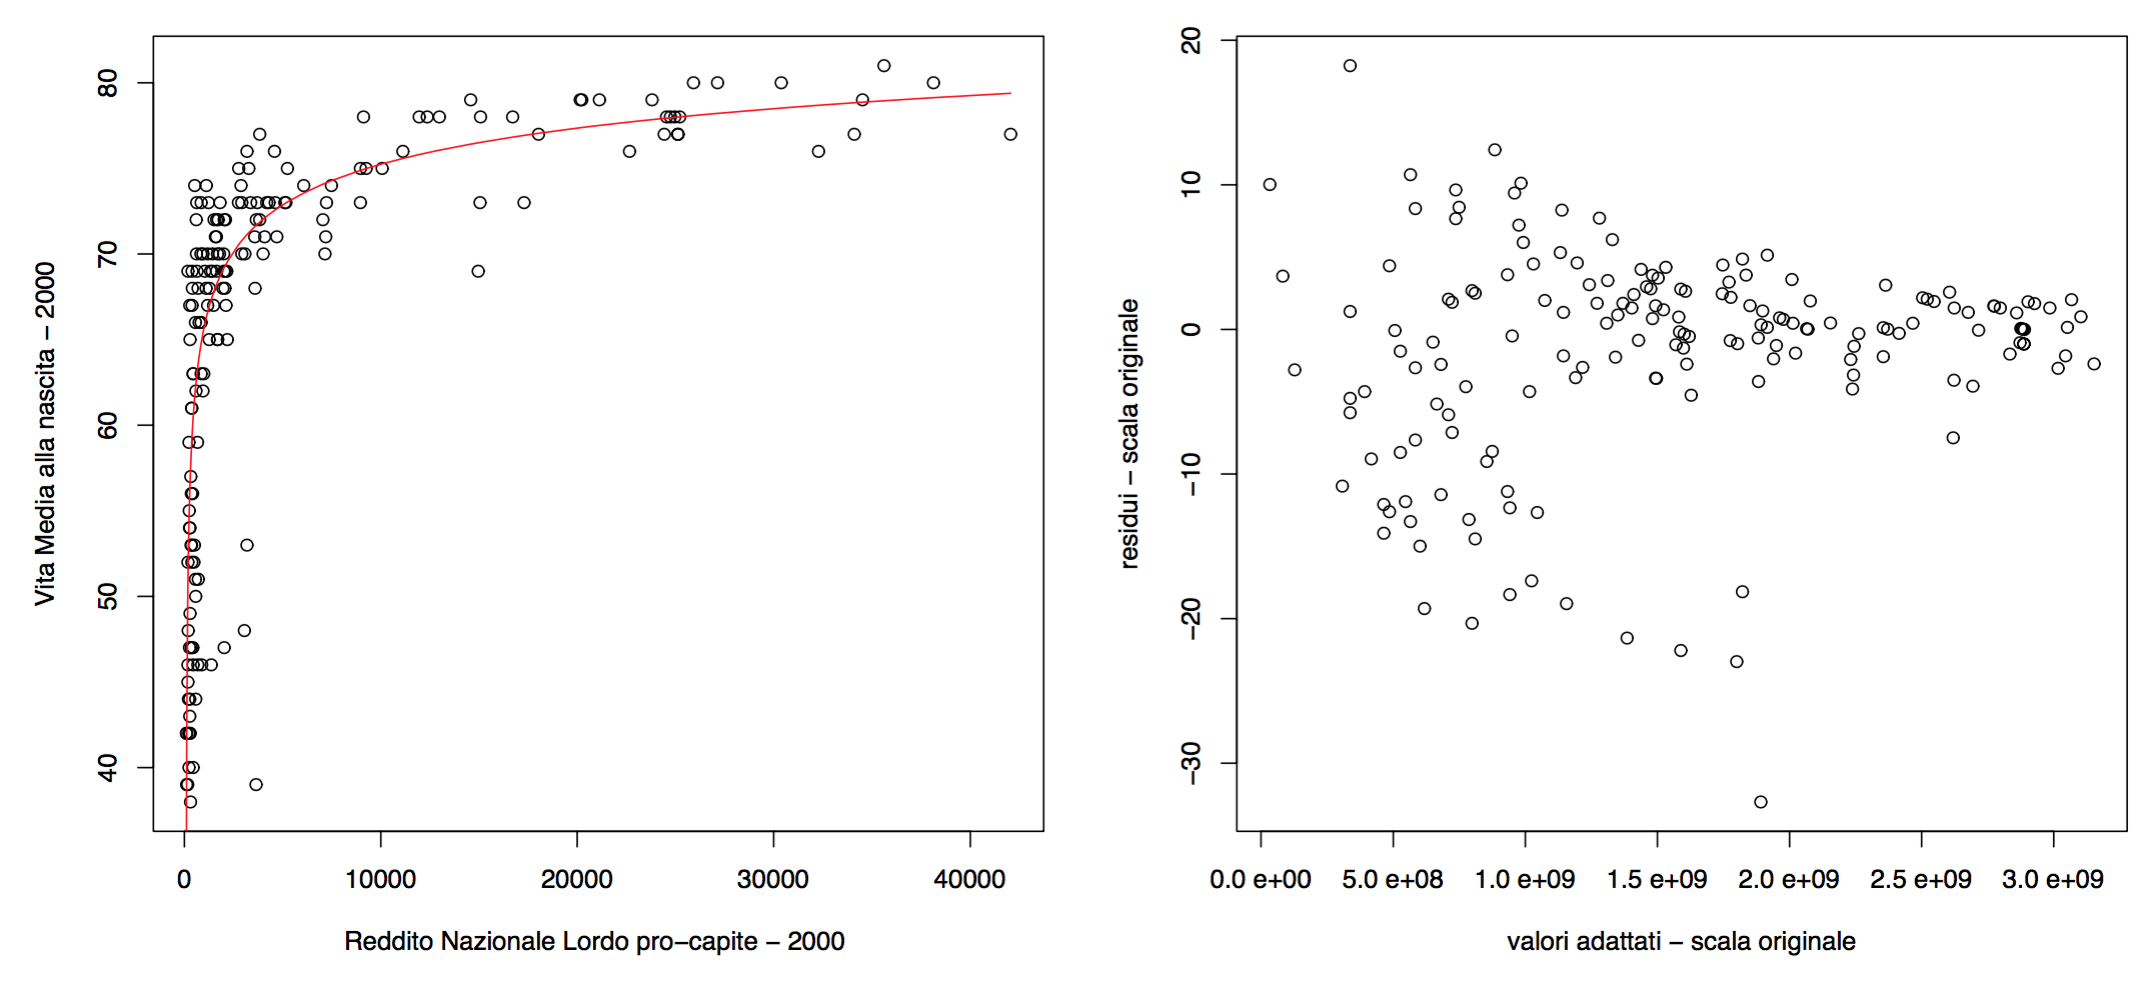 Vita Media alla nascita − 2000
80
70
60
50
40
0
10000
20000
30000
40000
Reddito Nazionale Lordo pro−capite − 2000
residui − scala originale
20
10
0
−10
−20
−30
0.0 e+00
5.0 e+08
1.0 e+09
1.5 e+09
2.0 e+09
2.5 e+09
3.0 e+09
valori adattati − scala originale